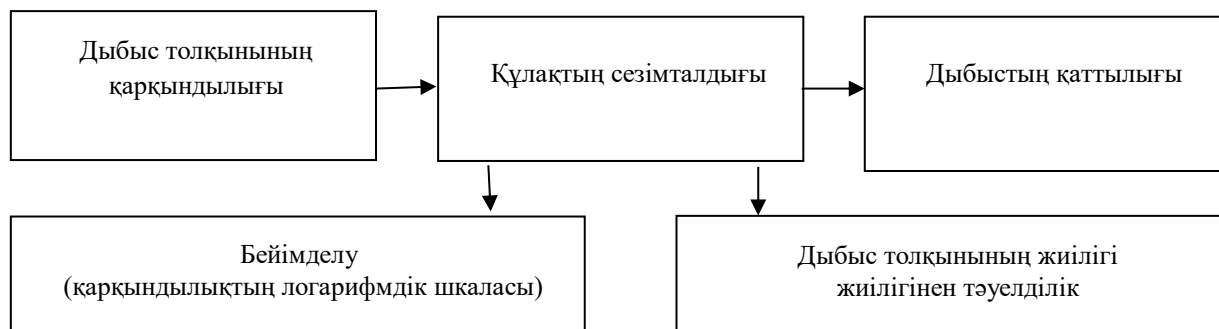 Дыбыс толқынының
қарқындылығы
Құлақтың сезімталдығы
Дыбыстың қаттылығы
Бейімделу
(қарқындылықтың логарифмдік шкаласы)
Дыбыс толқынының жиілігі
жиілігінен тәуелділік